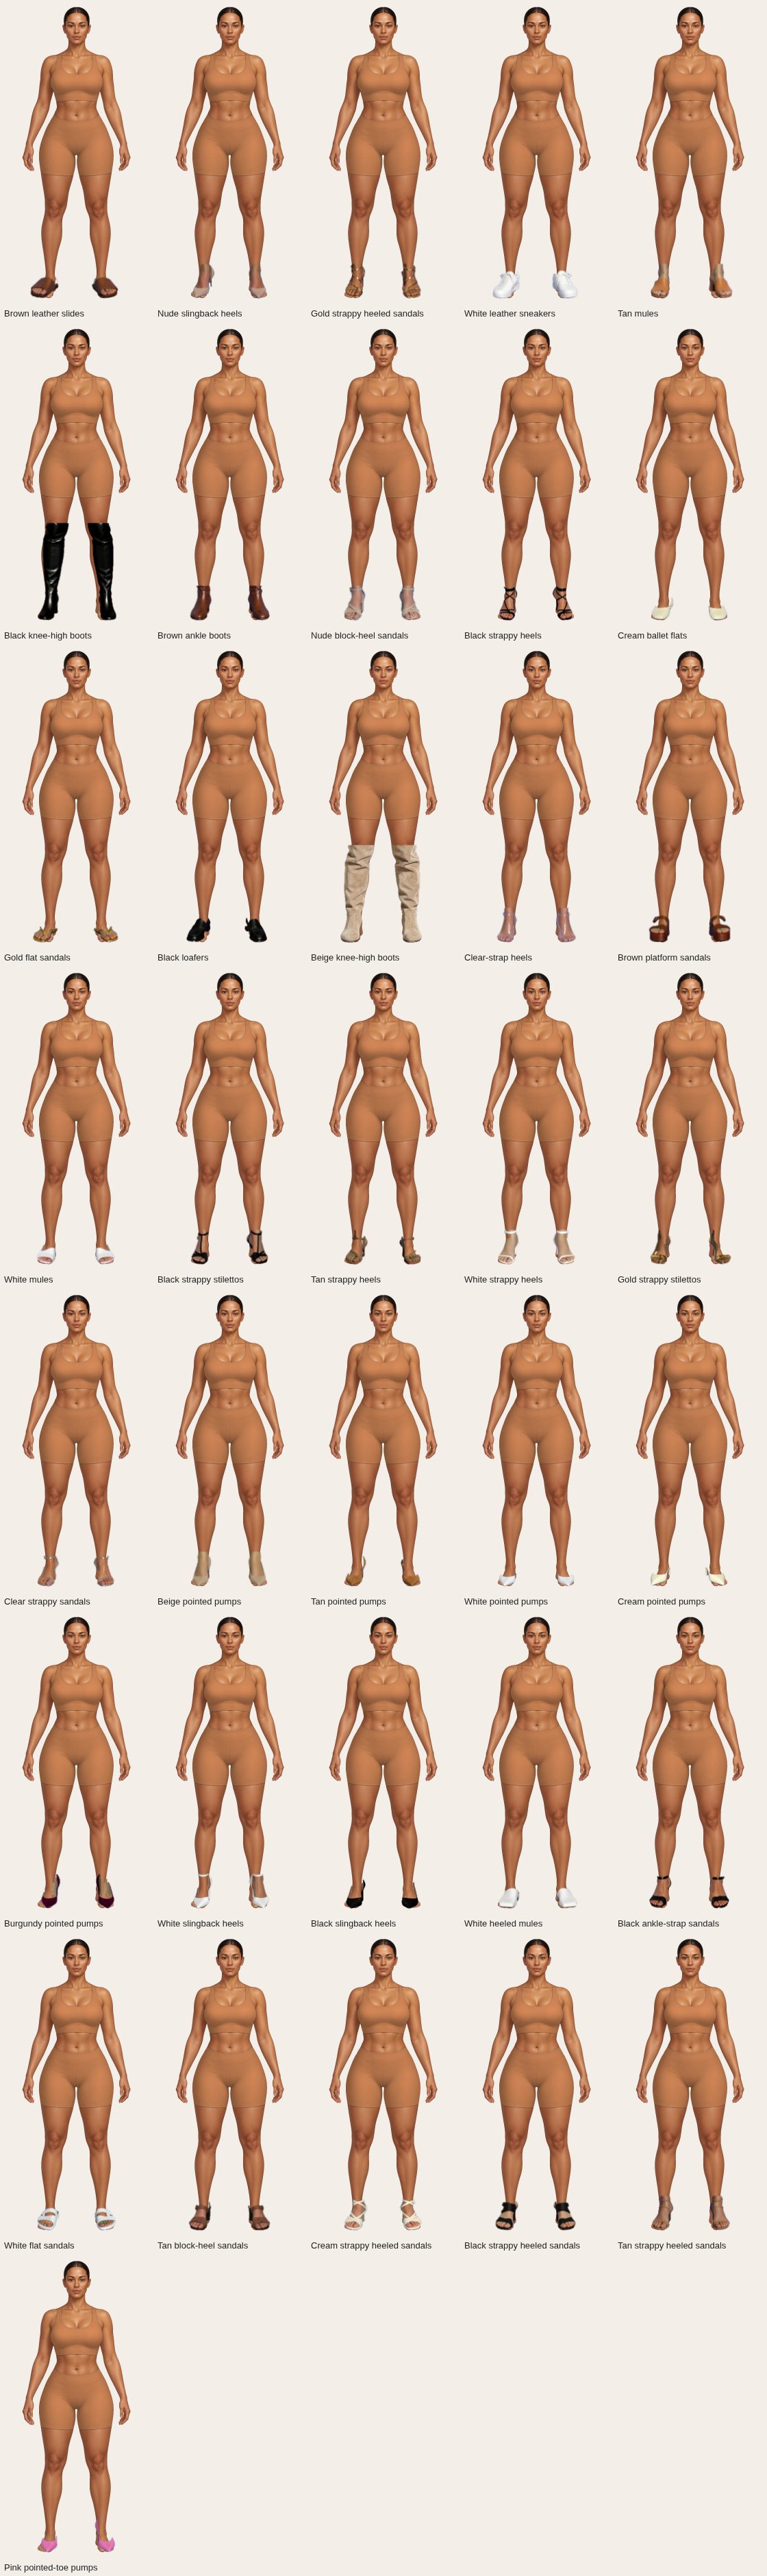 Brown leather slides
Nude slingback heels
Gold strappy heeled sandals
White leather sneakers
Tan mules
Black knee-high boots
Brown ankle boots
Nude block-heel sandals
Black strappy heels
Cream ballet flats
Gold flat sandals
Black loafers
Beige knee-high boots
Clear-strap heels
Brown platform sandals
White mules
Black strappy stilettos
Tan strappy heels
White strappy heels
Gold strappy stilettos
Clear strappy sandals
Beige pointed pumps
Tan pointed pumps
White pointed pumps
Cream pointed pumps
Burgundy pointed pumps
White slingback heels
Black slingback heels
White heeled mules
Black ankle-strap sandals
White flat sandals
Tan block-heel sandals
Cream strappy heeled sandals
Black strappy heeled sandals
Tan strappy heeled sandals
Pink pointed-toe pumps